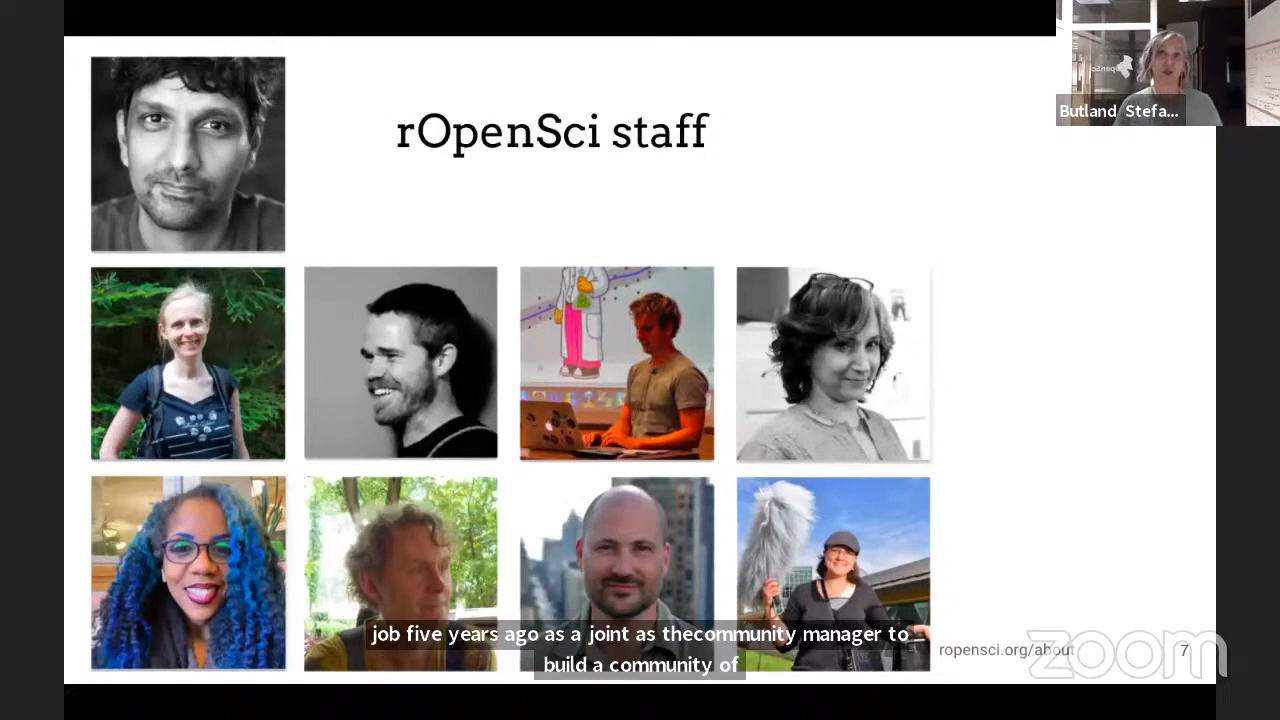 rOpenSci staff
Butland Stefa...
job five years ago as a joint as thecommunity manager to
build a community of
ropensci.org/about
7
zoom